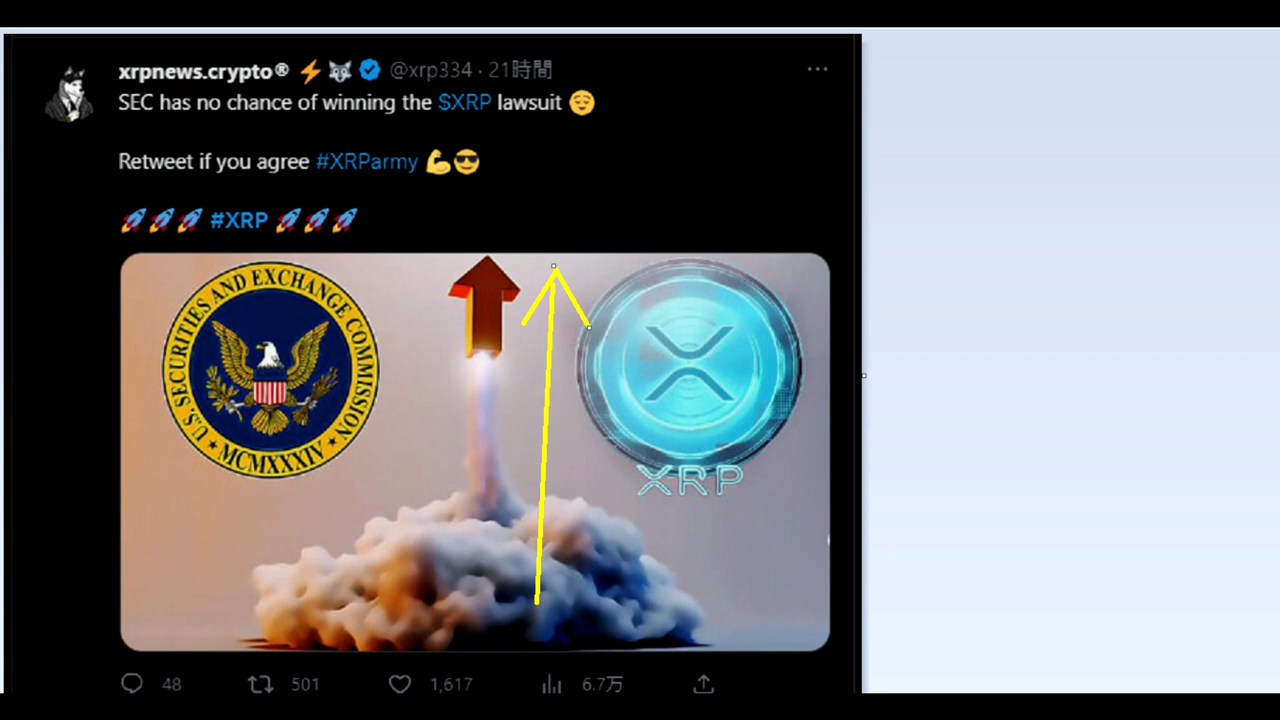 xrpnews.crypto® ⚡🐺 @xrp334 · 21時間
SEC has no chance of winning the $XRP lawsuit 😌
Retweet if you agree #XRParmy 💪😎
🚀🚀🚀 #XRP 🚀🚀🚀
U.S. SECURITIES AND EXCHANGE COMMISSION
MCMXXXIV
XRP
48 501 1,617 6.7万